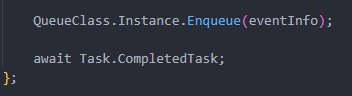 QueueClass.Instance.Enqueue(eventInfo);
await Task.CompletedTask;
};